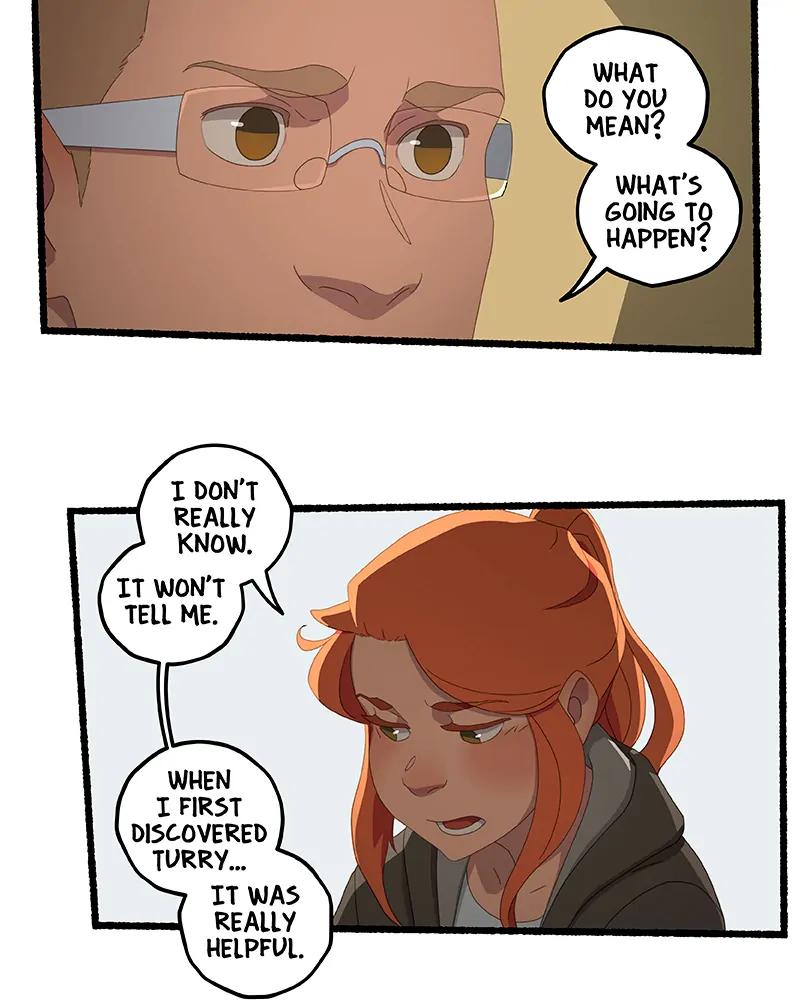 WHAT
DO YOU
MEAN?
WHAT'S
GOING TO
HAPPEN?
I DON'T
REALLY
KNOW.
IT WON'T
TELL ME.
WHEN
I FIRST
DISCOVERED
TURRY...
IT WAS
REALLY
HELPFUL.